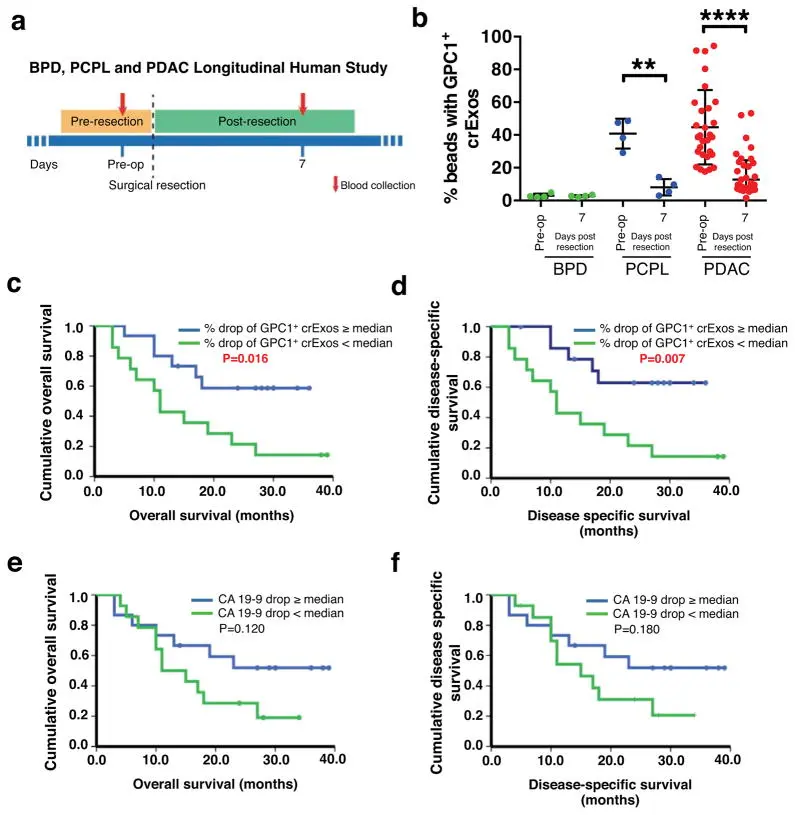 a
BPD, PCPL and PDAC Longitudinal Human Study
Pre-resection
Post-resection
Days
Pre-op
7
Surgical resection
Blood collection
b
% beads with GPC1+
crExos
100
80
60
40
20
0
**
****
Pre-op
7
Days post
resection
Pre-op
7
Days post
resection
Pre-op
7
Days post
resection
BPD
PCPL
PDAC
c
Cumulative overall survival
1.0
0.8
0.6
0.4
0.2
0.0
% drop of GPC1+ crExos ≥ median
% drop of GPC1+ crExos < median
P=0.016
0.0 10.0 20.0 30.0 40.0
Overall survival (months)
d
Cumulative disease-specific
survival
1.0
0.8
0.6
0.4
0.2
0.0
% drop of GPC1+ crExos ≥ median
% drop of GPC1+ crExos < median
P=0.007
0.0 10.0 20.0 30.0 40.0
Disease specific survival
(months)
e
Cumulative overall survival
1.0
0.8
0.6
0.4
0.2
0.0
CA 19-9 drop ≥ median
CA 19-9 drop < median
P=0.120
0.0 10.0 20.0 30.0 40.0
Overall survival (months)
f
Cumulative disease specific
survival
1.0
0.8
0.6
0.4
0.2
0.0
CA 19-9 drop ≥ median
CA 19-9 drop < median
P=0.180
0.0 10.0 20.0 30.0 40.0
Disease-specific survival
(months)